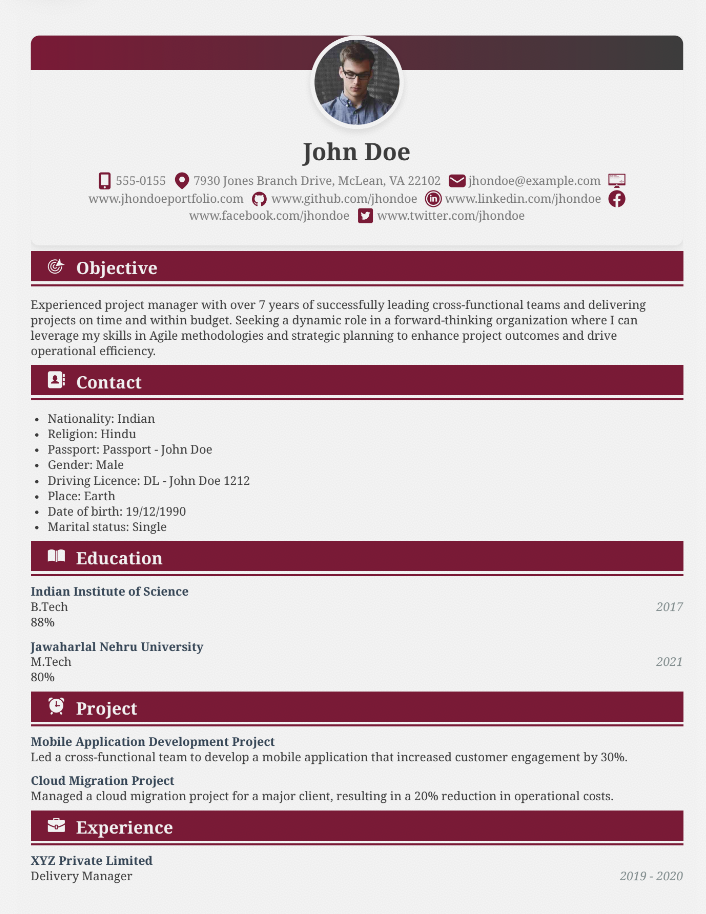 John Doe
555-0155 7930 Jones Branch Drive, McLean, VA 22102 jhondoe@example.com
www.jhondoeportfolio.com www.github.com/jhondoe www.linkedin.com/jhondoe
www.facebook.com/jhondoe www.twitter.com/jhondoe
Objective
Experienced project manager with over 7 years of successfully leading cross-functional teams and delivering
projects on time and within budget. Seeking a dynamic role in a forward-thinking organization where I can
leverage my skills in Agile methodologies and strategic planning to enhance project outcomes and drive
operational efficiency.
Contact
• Nationality: Indian
• Religion: Hindu
• Passport: Passport - John Doe
• Gender: Male
• Driving Licence: DL - John Doe 1212
• Place: Earth
• Date of birth: 19/12/1990
• Marital status: Single
Education
Indian Institute of Science
B.Tech 2017
88%
Jawaharlal Nehru University
M.Tech 2021
80%
Project
Mobile Application Development Project
Led a cross-functional team to develop a mobile application that increased customer engagement by 30%.
Cloud Migration Project
Managed a cloud migration project for a major client, resulting in a 20% reduction in operational costs.
Experience
XYZ Private Limited
Delivery Manager 2019 - 2020